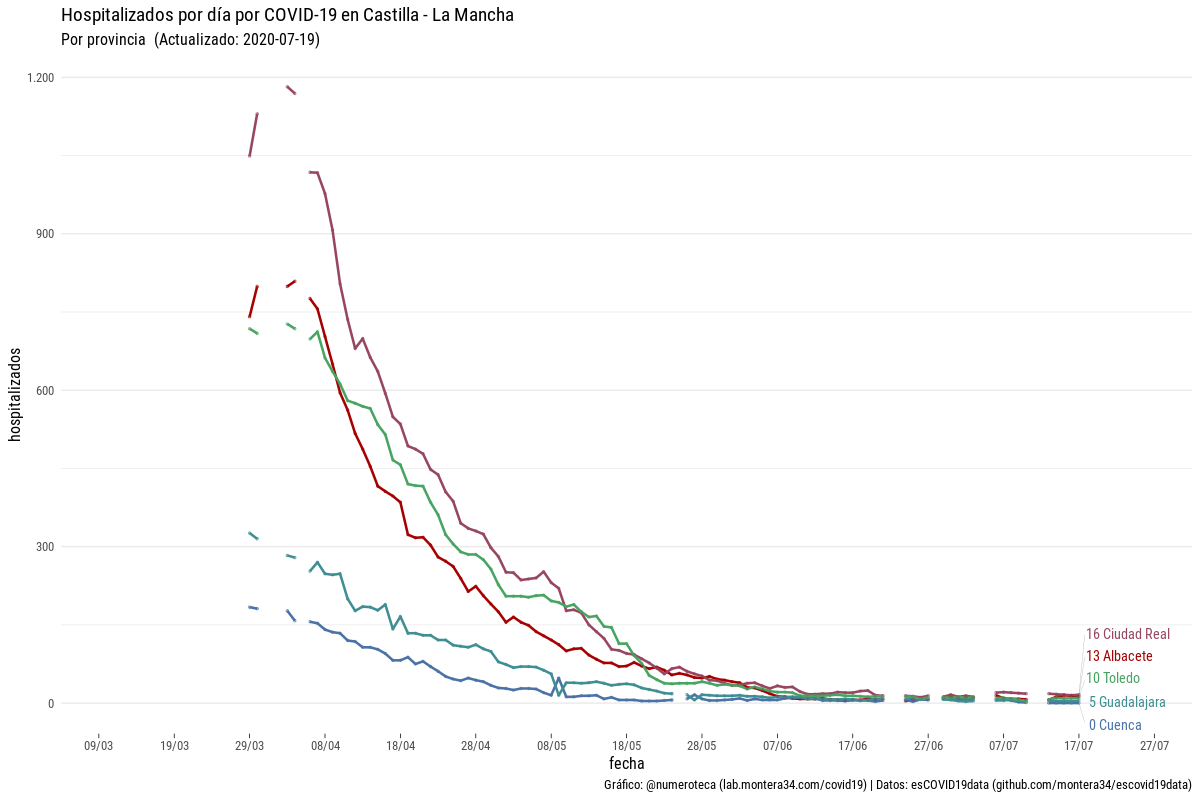 Hospitalizados por día por COVID-19 en Castilla - La Mancha
Por provincia (Actualizado: 2020-07-19)
hospitalizados
1.200
900
600
300
0
16 Ciudad Real
13 Albacete
10 Toledo
5 Guadalajara
0 Cuenca
09/03 19/03 29/03 08/04 18/04 28/04 08/05 18/05 28/05 07/06 17/06 27/06 07/07 17/07 27/07
fecha
Gráfico: @numeroteca (lab.montera34.com/covid19) | Datos: esCOVID19data (github.com/montera34/escovid19data)